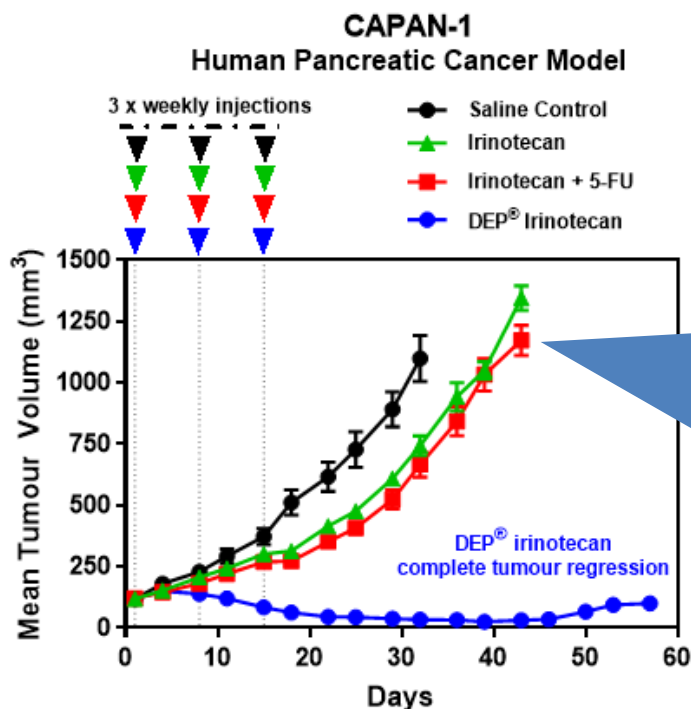 CAPAN-1
Human Pancreatic Cancer Model
3 x weekly injections
Saline Control
Irinotecan
Irinotecan + 5-FU
DEP® Irinotecan
Mean Tumour Volume (mm³)
1500
1250
1000
750
500
250
0
DEP® irinotecan
complete tumour regression
0 10 20 30 40 50 60
Days